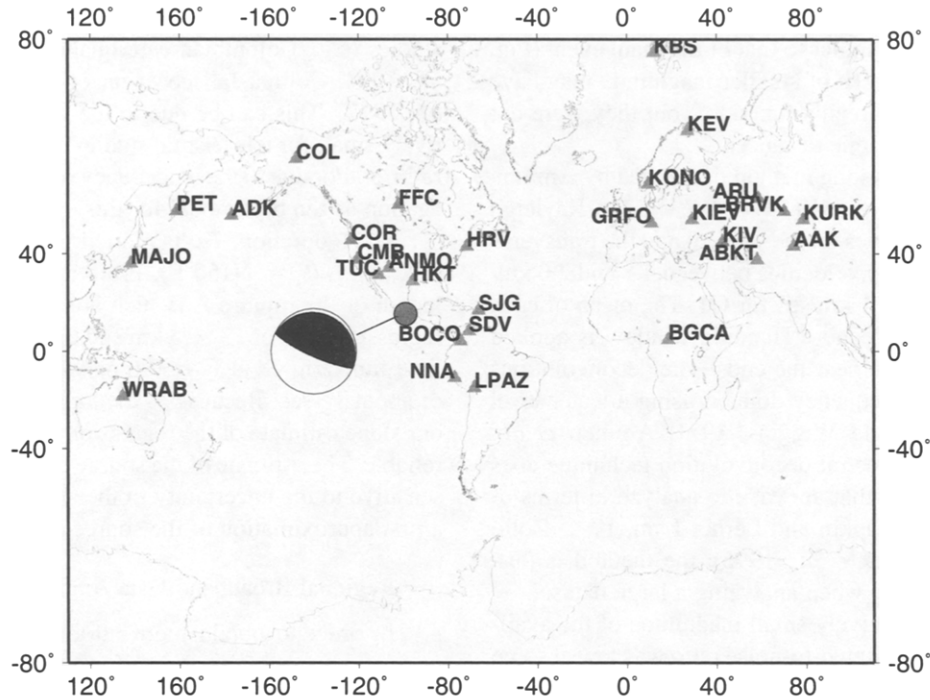 120° 160° -160° -120° -80° -40° 0° 40° 80°
80° 80°
KBS
KEV
COL
KONO
FFC
ARU
PET
ADK
BRVK
GRFO
KIEV
KURK
COR
HRV
KIV
AAK
40° 40°
MAJO
CMB
ANMO
ABKT
TUC
HKT
SJG
SDV
BOCO
BGCA
0° 0°
NNA
LPAZ
WRAB
-40° -40°
-80° -80°
120° 160° -160° -120° -80° -40° 0° 40° 80°